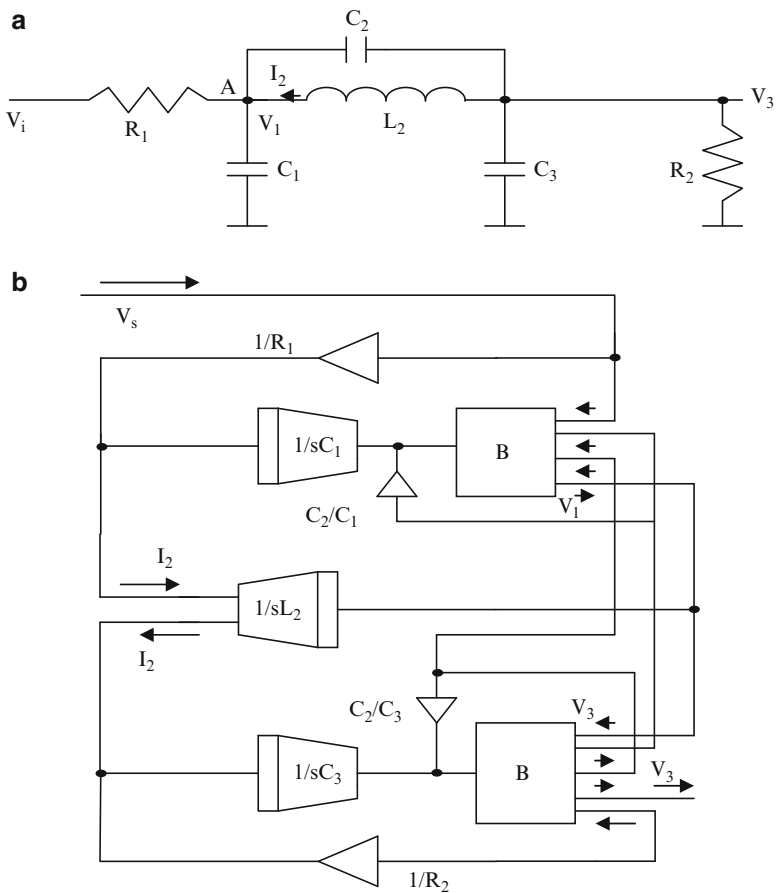 a
C₂
A
I₂
Vᵢ
R₁
V₁
L₂
V₃
C₁
C₃
R₂
b
Vₛ
1/R₁
1/sC₁
B
C₂/C₁
V₁
I₂
1/sL₂
I₂
C₂/C₃
V₃
1/sC₃
B
V₃
1/R₂